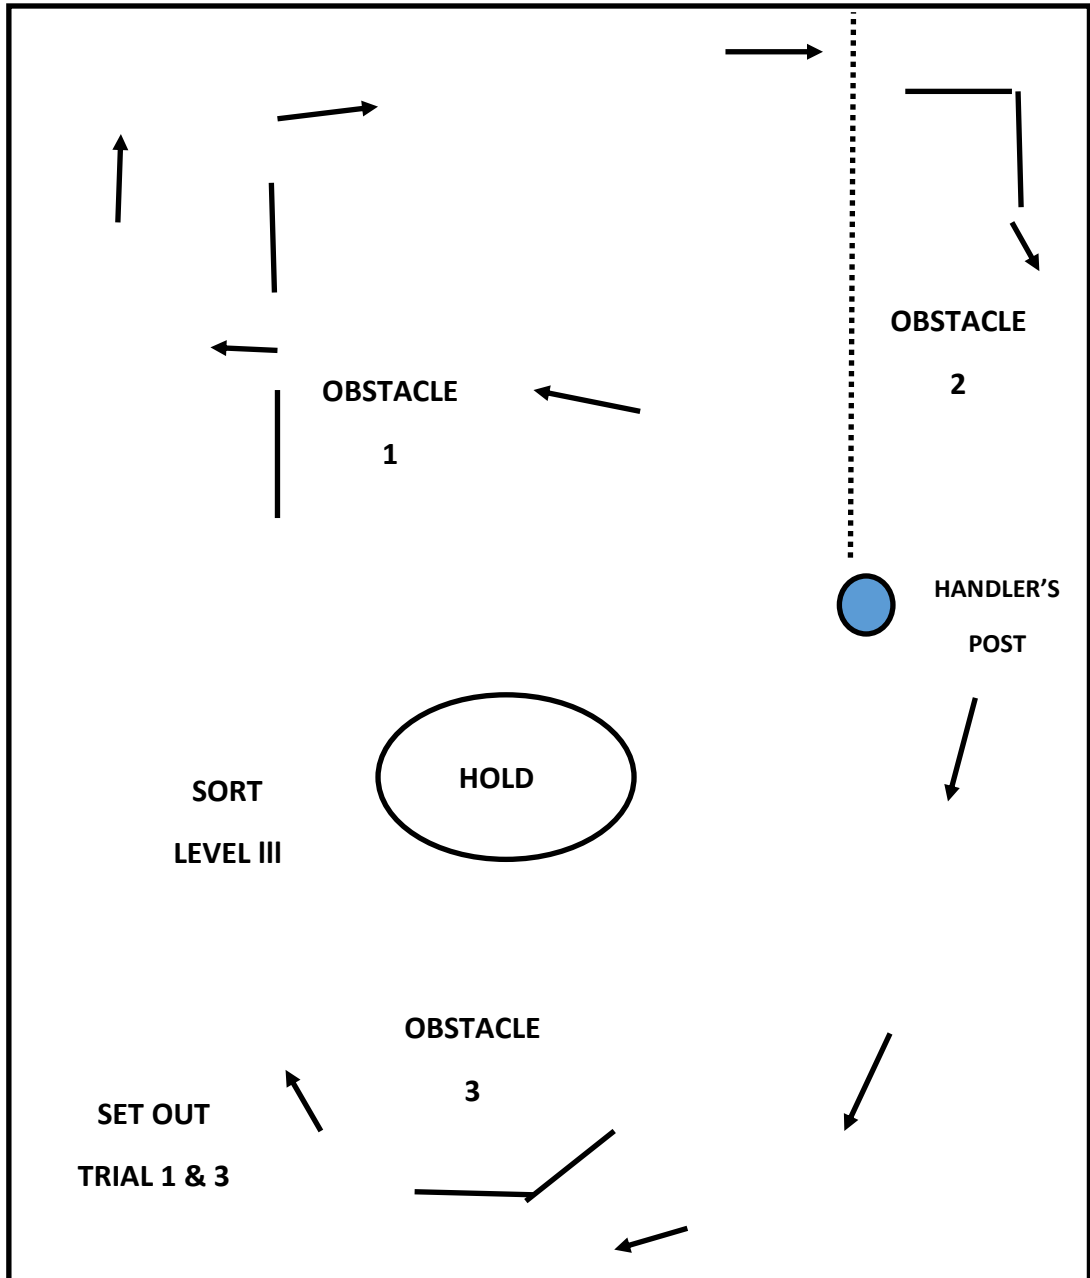 OBSTACLE
2
OBSTACLE
1
HANDLER'S
POST
HOLD
SORT
LEVEL lll
OBSTACLE
3
SET OUT
TRIAL 1 & 3